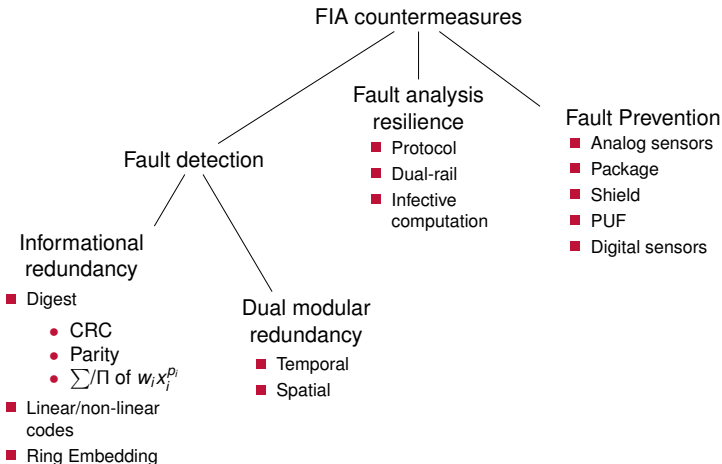 FIA countermeasures
Fault analysis
resilience
Protocol
Dual-rail
Infective
computation
Fault Prevention
Analog sensors
Package
Shield
PUF
Digital sensors
Fault detection
Informational
redundancy
Digest
CRC
Parity
∑/Π of w_i x_i^{p_i}
Linear/non-linear
codes
Ring Embedding
Dual modular
redundancy
Temporal
Spatial